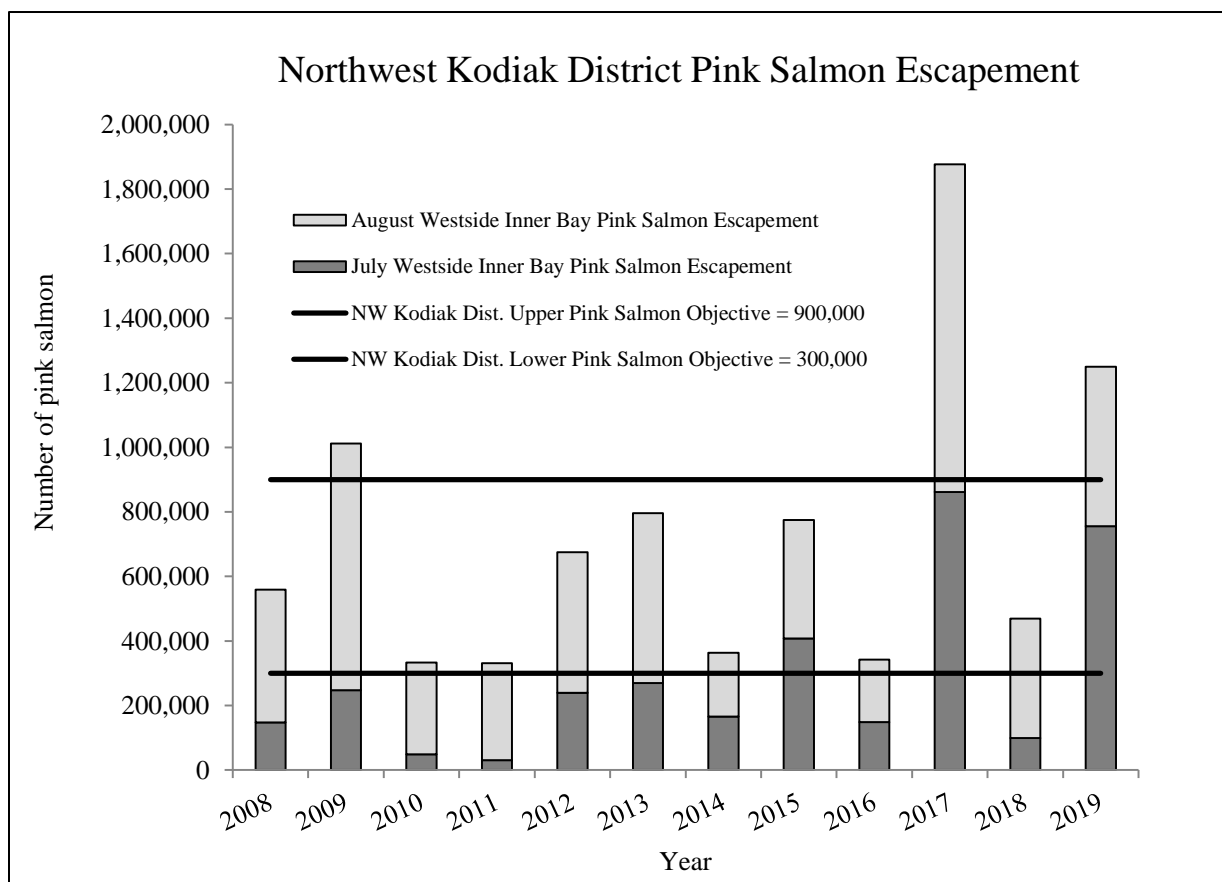 Northwest Kodiak District Pink Salmon Escapement
2,000,000
1,800,000
1,600,000
1,400,000
1,200,000
1,000,000
800,000
600,000
400,000
200,000
0
Number of pink salmon
August Westside Inner Bay Pink Salmon Escapement
July Westside Inner Bay Pink Salmon Escapement
NW Kodiak Dist. Upper Pink Salmon Objective = 900,000
NW Kodiak Dist. Lower Pink Salmon Objective = 300,000
2008 2009 2010 2011 2012 2013 2014 2015 2016 2017 2018 2019
Year